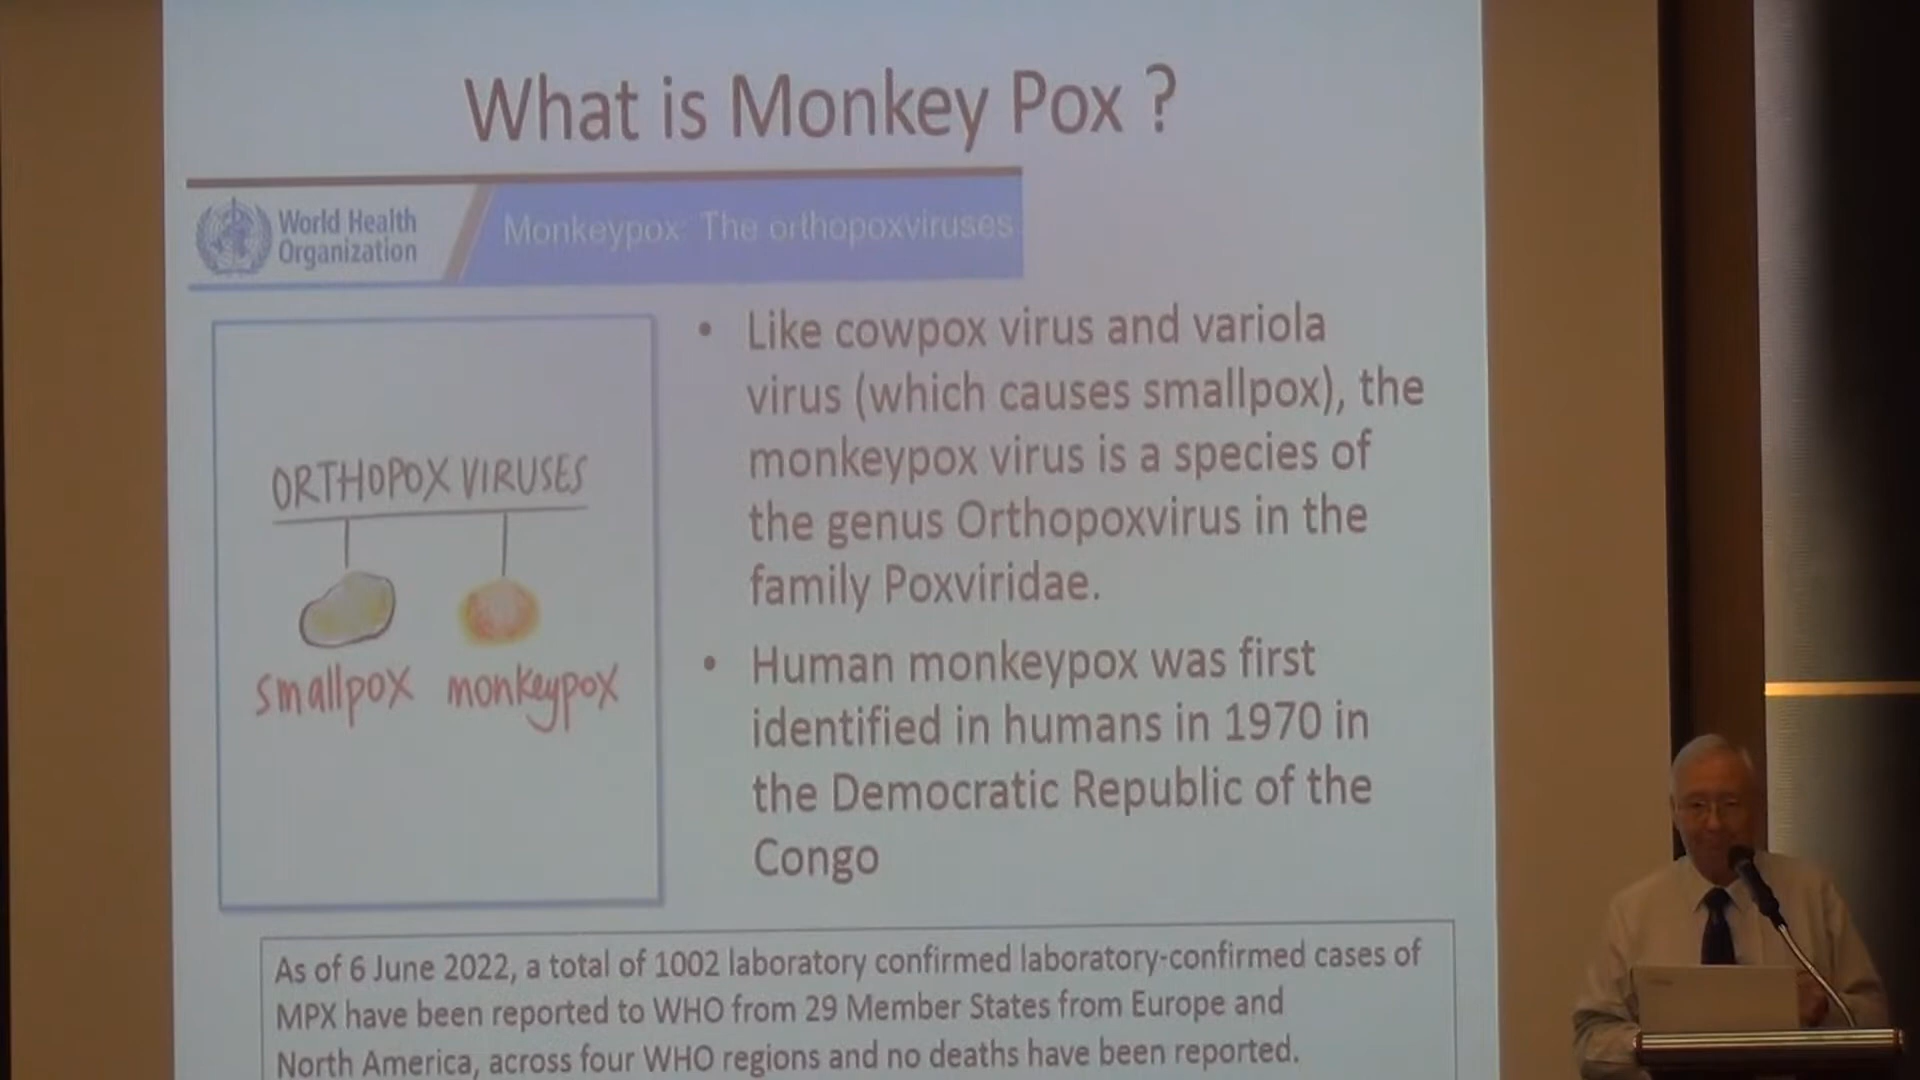 What is Monkey Pox ?
World Health
Organization
Monkeypox: The orthopoxviruses
ORTHOPOX VIRUSES
smallpox monkeypox
• Like cowpox virus and variola
virus (which causes smallpox), the
monkeypox virus is a species of
the genus Orthopoxvirus in the
family Poxviridae.
• Human monkeypox was first
identified in humans in 1970 in
the Democratic Republic of the
Congo
As of 6 June 2022, a total of 1002 laboratory confirmed laboratory-confirmed cases of
MPX have been reported to WHO from 29 Member States from Europe and
North America, across four WHO regions and no deaths have been reported.